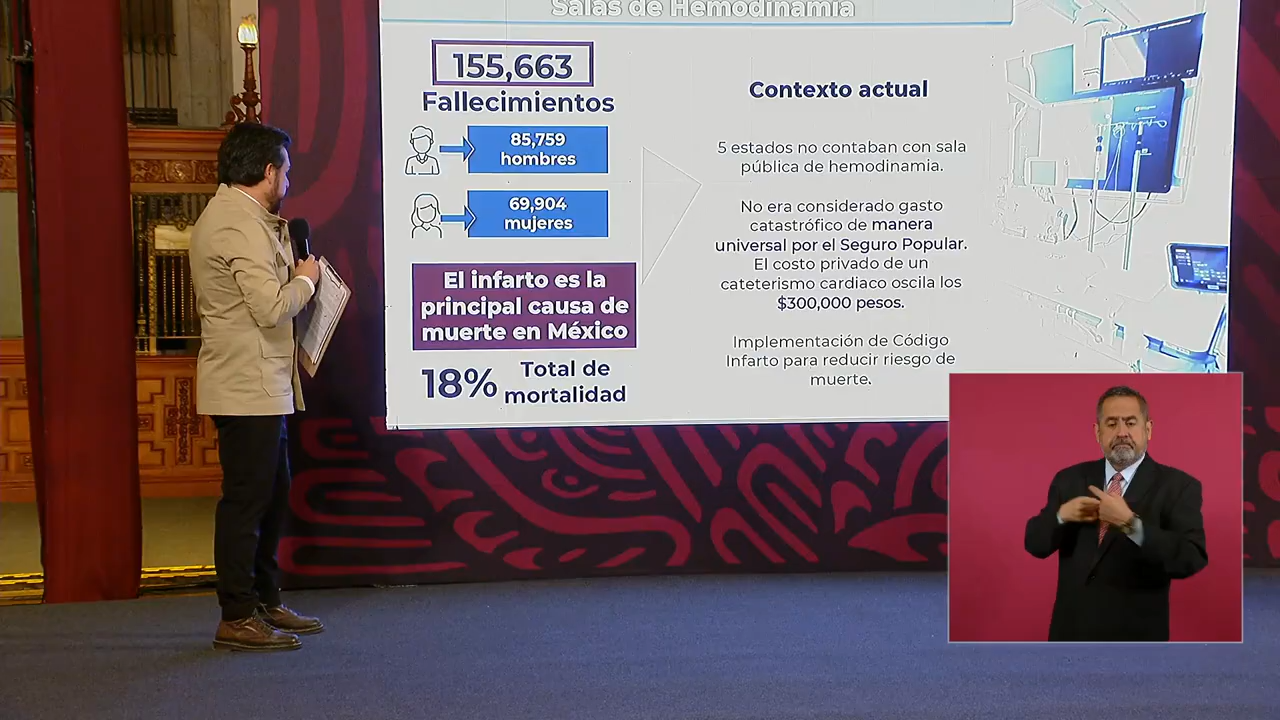 Salas de Hemodinamia
155,663
Fallecimientos
85,759
hombres
69,904
mujeres
El infarto es la
principal causa de
muerte en México
18% Total de
mortalidad
Contexto actual
5 estados no contaban con sala
pública de hemodinamia.
No era considerado gasto
catastrófico de manera
universal por el Seguro Popular.
El costo privado de un
cateterismo cardiaco oscila los
$300,000 pesos.
Implementación de Código
Infarto para reducir riesgo de
muerte.